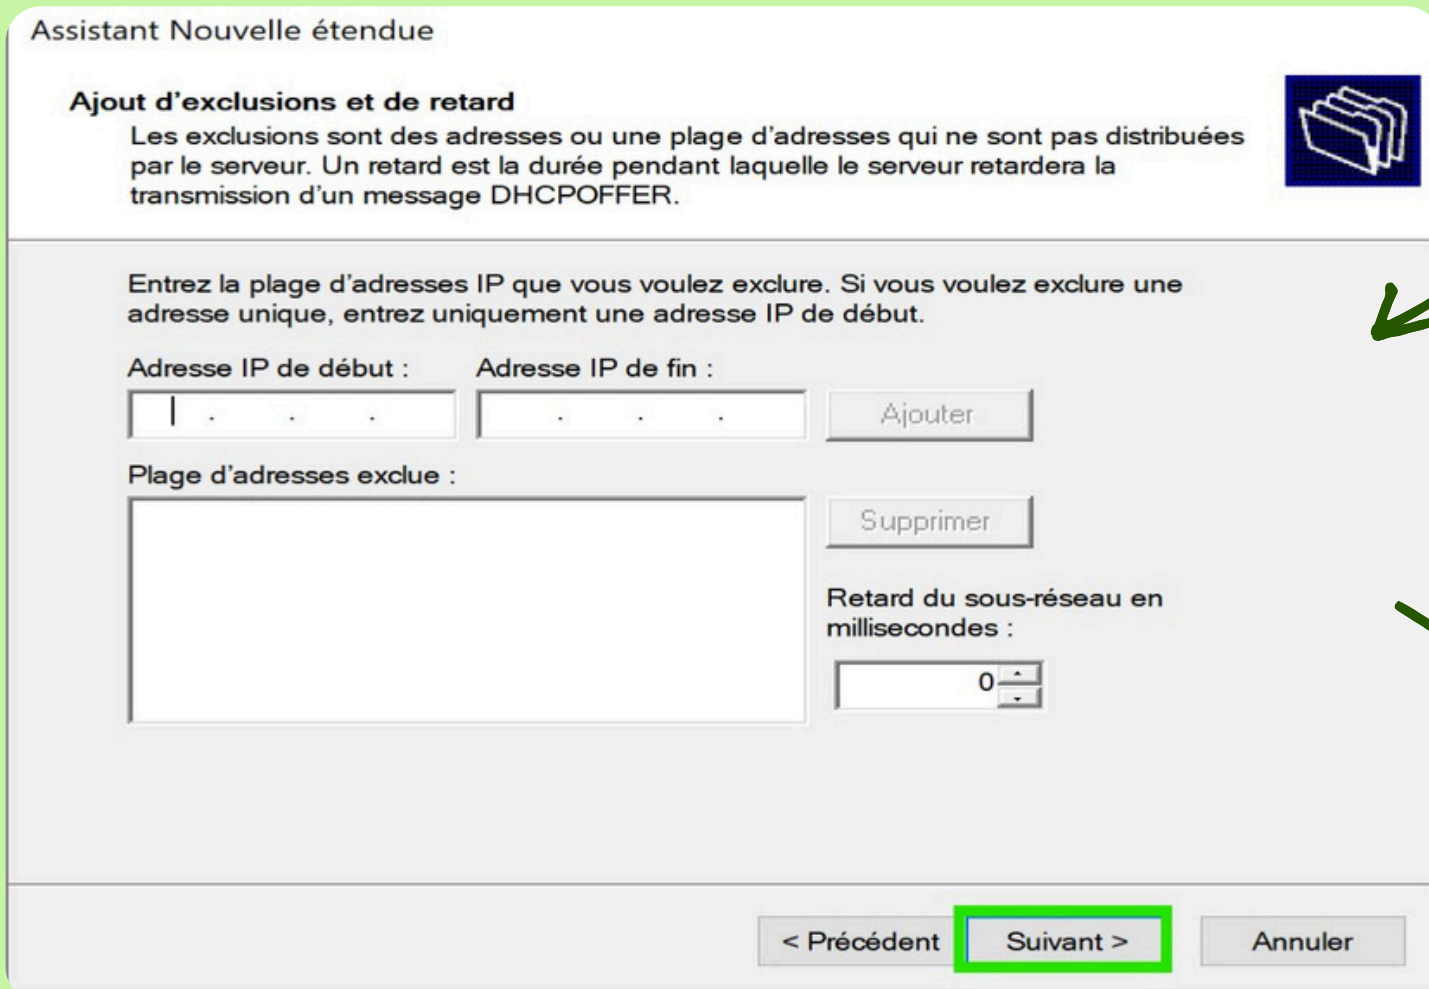 Assistant Nouvelle étendue
Ajout d'exclusions et de retard
Les exclusions sont des adresses ou une plage d'adresses qui ne sont pas distribuées
par le serveur. Un retard est la durée pendant laquelle le serveur retardera la
transmission d'un message DHCPOFFER.
Entrez la plage d'adresses IP que vous voulez exclure. Si vous voulez exclure une
adresse unique, entrez uniquement une adresse IP de début.
Adresse IP de début : Adresse IP de fin :
. . . . . . Ajouter
Plage d'adresses exclue :
Supprimer
Retard du sous-réseau en
millisecondes :
0
< Précédent Suivant > Annuler